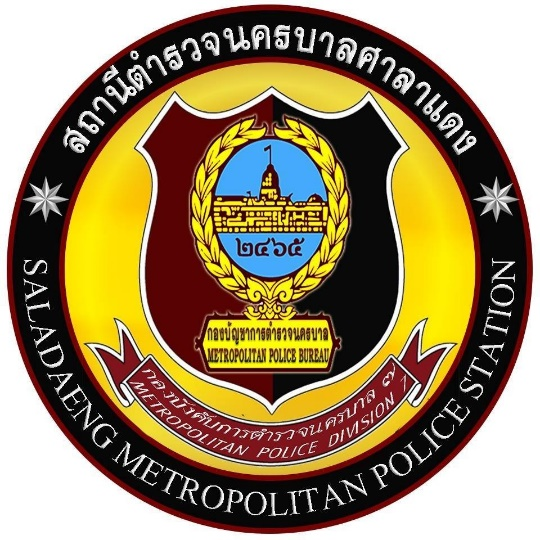 สถานีตำรวจนครบาลศาลาแดง
๒๔๖๕
กองบัญชาการตำรวจนครบาล
METROPOLITAN POLICE BUREAU
กองบังคับการตำรวจนครบาล ๗
METROPOLITAN POLICE DIVISION 7
SALADAENG METROPOLITAN POLICE STATION